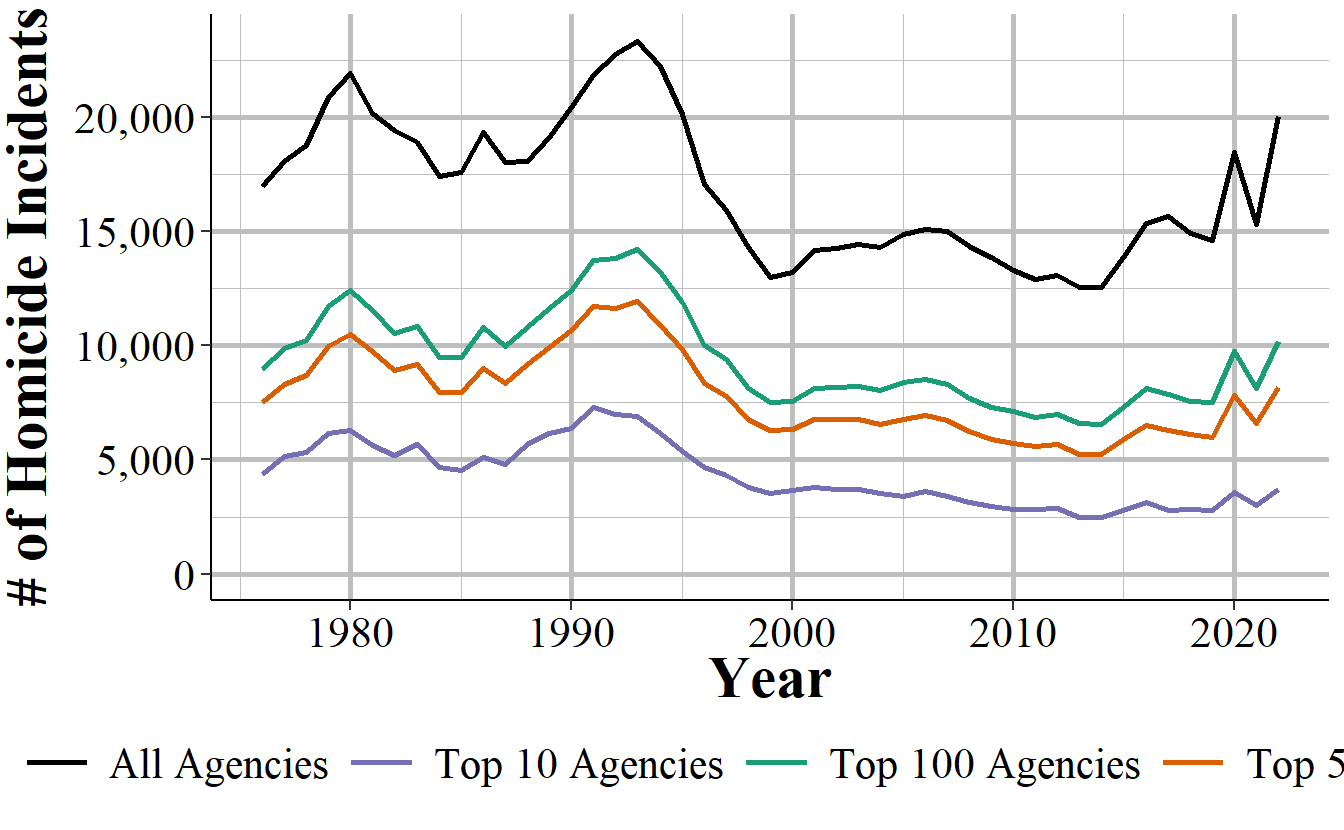 # of Homicide Incidents
20,000
15,000
10,000
5,000
0
1980 1990 2000 2010 2020
Year
All Agencies Top 10 Agencies Top 100 Agencies Top 5